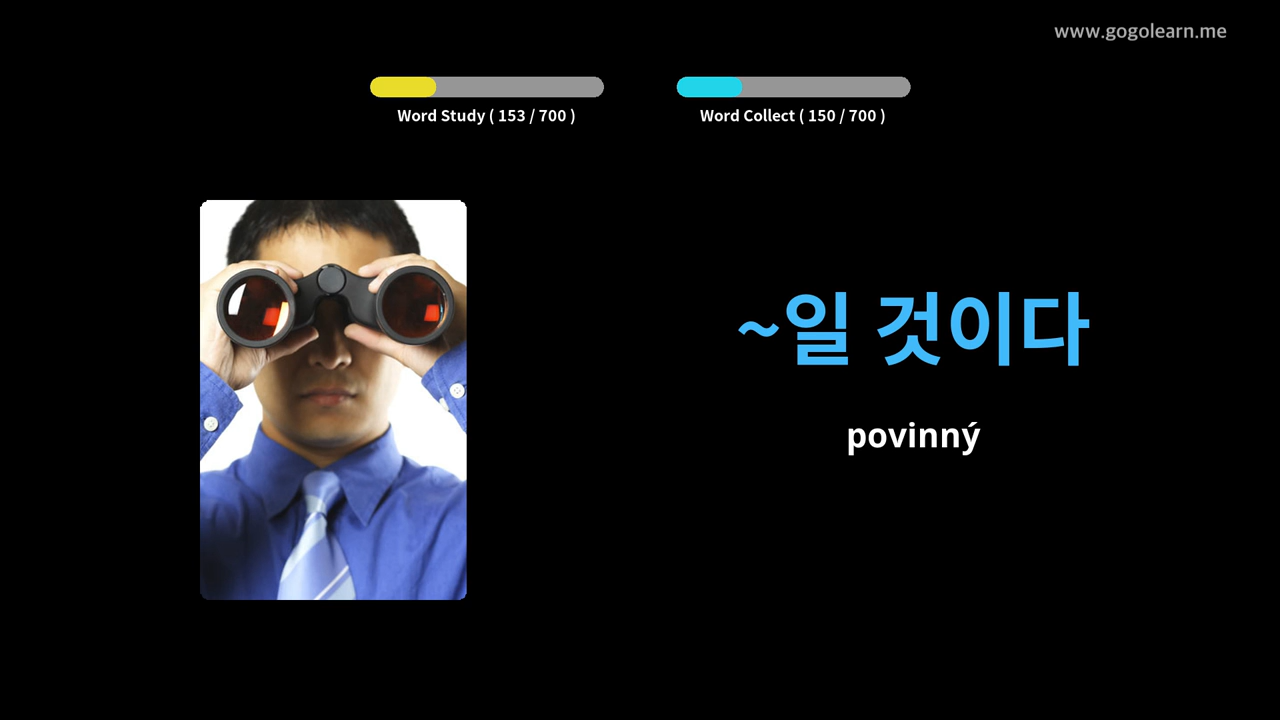 www.gogolearn.me
Word Study ( 153 / 700 )
Word Collect ( 150 / 700 )
~일 것이다
povinný